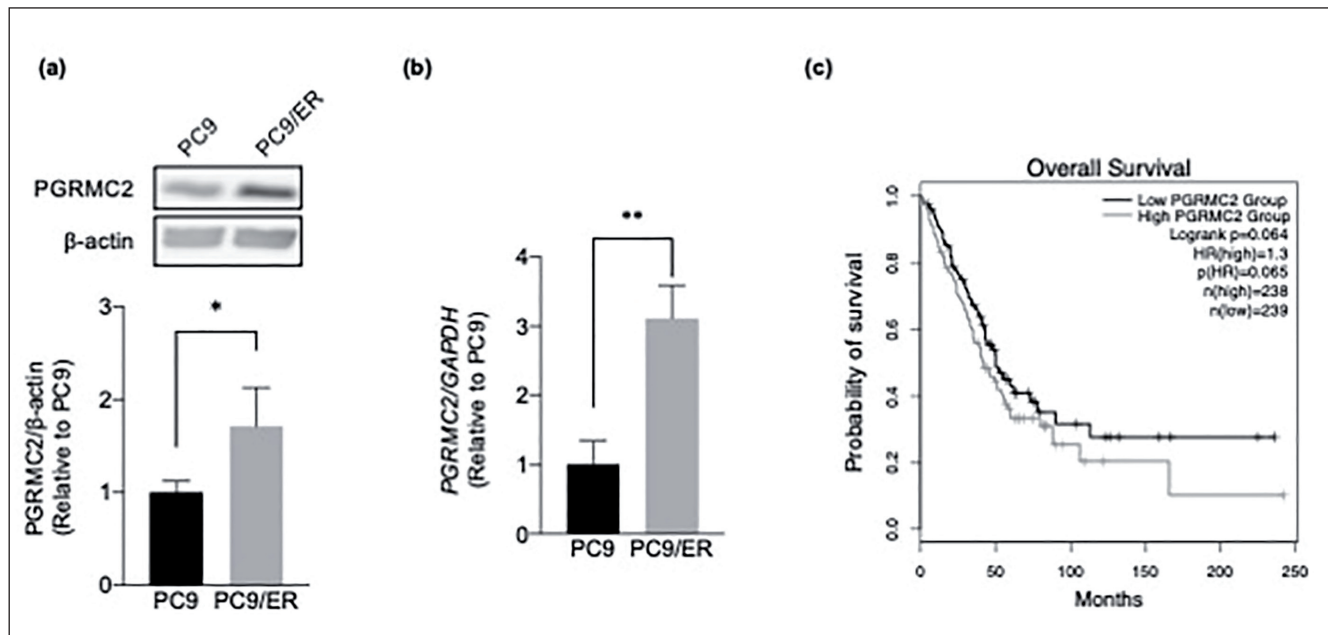 (a)
PC9
PC9/ER
PGRMC2
β-actin
PGRMC2/β-actin
(Relative to PC9)
3
2
1
0
*
PC9
PC9/ER
(b)
PGRMC2/GAPDH
(Relative to PC9)
4
3
2
1
0
**
PC9
PC9/ER
(c)
Overall Survival
Low PGRMC2 Group
High PGRMC2 Group
Logrank p=0.064
HR(high)=1.3
p(HR)=0.065
n(high)=238
n(low)=239
Probability of survival
1.0
0.8
0.6
0.4
0.2
0.0
0
50
100
150
200
250
Months